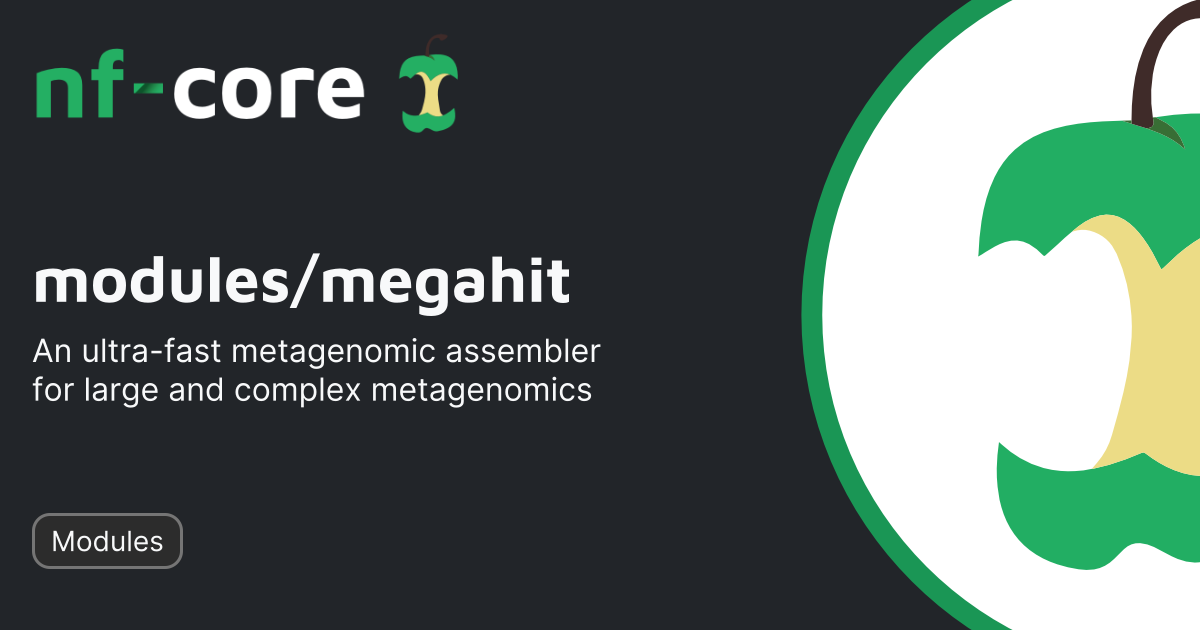 nf-core
modules/megahit
An ultra-fast metagenomic assembler
for large and complex metagenomics
Modules